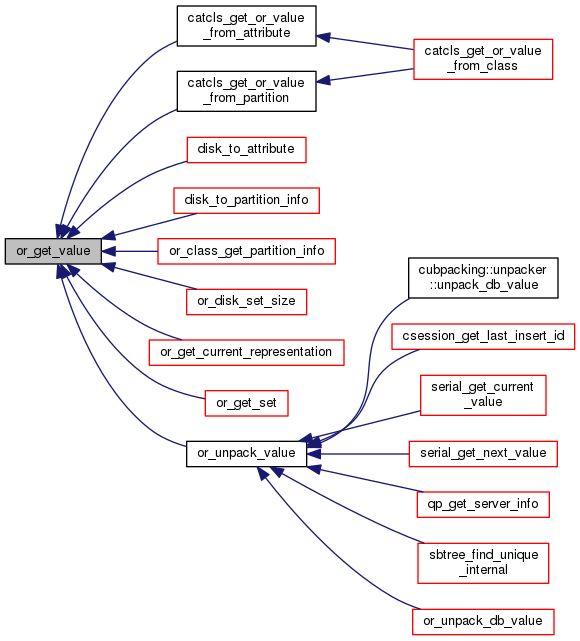 catcls_get_or_value
_from_attribute
catcls_get_or_value
_from_class
catcls_get_or_value
_from_partition
disk_to_attribute
disk_to_partition_info
or_get_value
or_class_get_partition_info
or_disk_set_size
or_get_current_representation
or_get_set
or_unpack_value
cubpacking::unpacker
::unpack_db_value
csession_get_last_insert_id
serial_get_current
_value
serial_get_next_value
qp_get_server_info
sbtree_find_unique
_internal
or_unpack_db_value